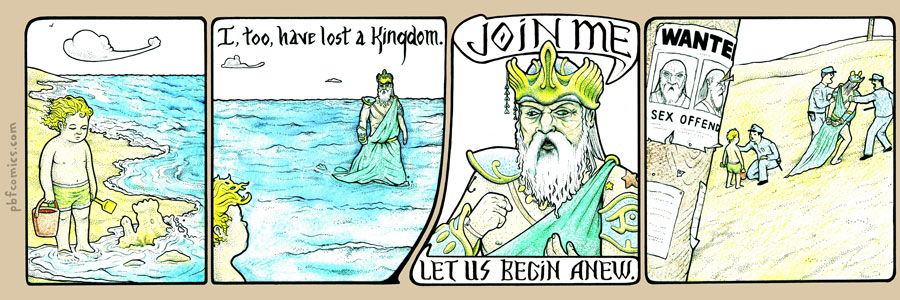 pbfcomics.com
I, too, have lost a Kingdom.
JOIN ME
LET US BEGIN ANEW.
WANTE
SEX OFFEND